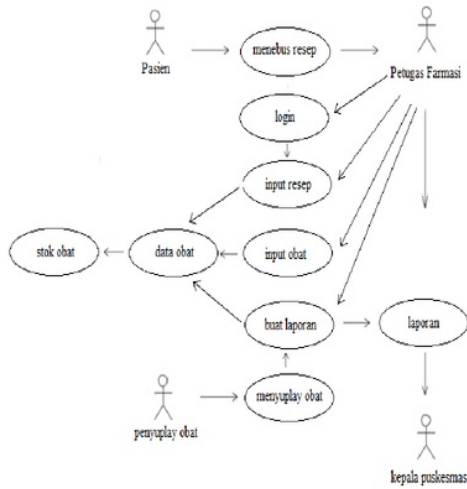 menebus resep
Pasien
Petugas Farmasi
login
input resep
stok obat
data obat
input obat
buat laporan
laporan
menyuplay obat
penyuplay obat
kepala puskesmas